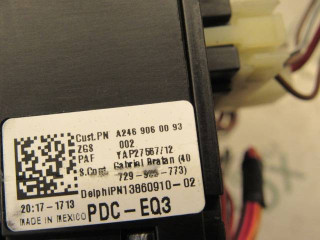 Cust.PN A246 906 00 93
ZGS 002
PAF YAP27567/12
S.Cont. Gabriel Bratan (40
729-905-773)
DelphiPN13860910-02
20:17-1713
MADE IN MEXICO PDC-EQ3